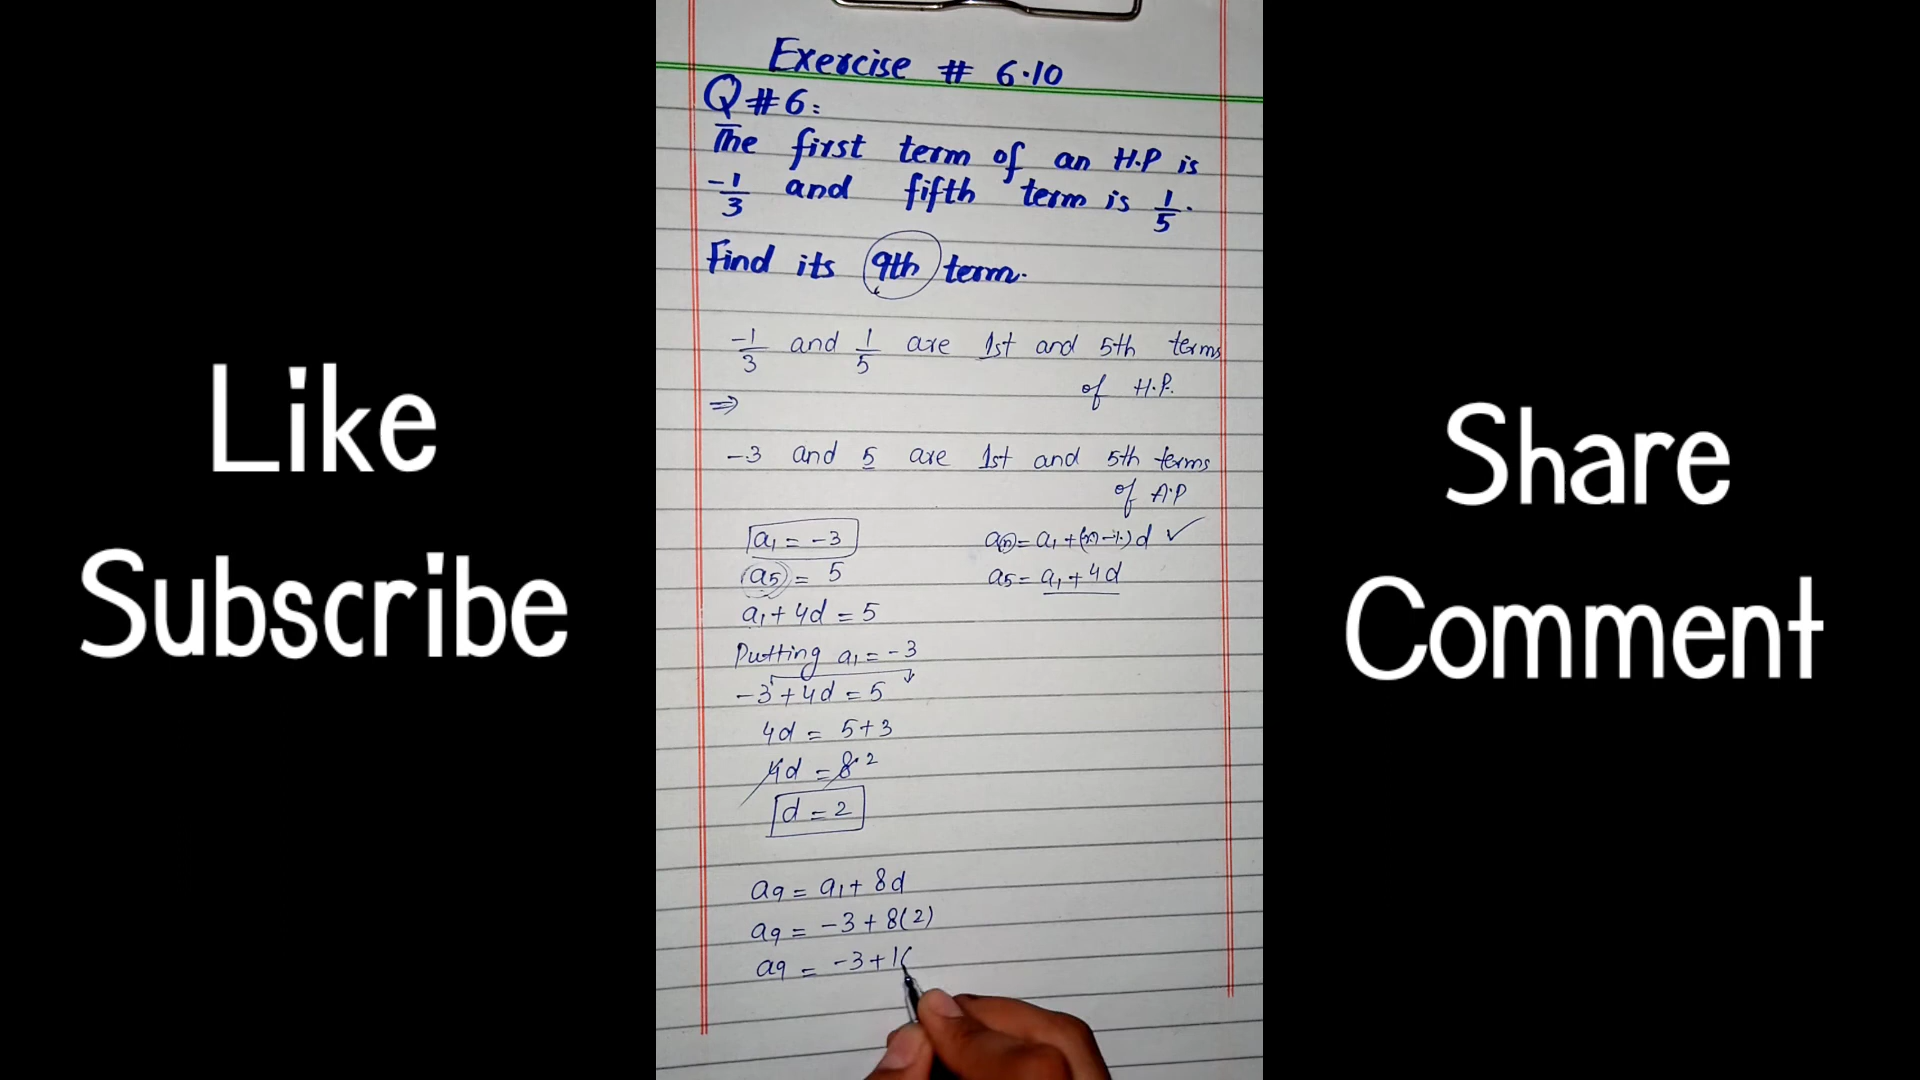 Like
Subscribe
Exercise # 6.10
Q#6:
The first term of an H.P is
-1/3 and fifth term is 1/5.
Find its 9th term.
-1/3 and 1/5 are 1st and 5th terms
of H.P.
⇒
-3 and 5 are 1st and 5th terms
of A.P
a₁ = -3
a₅ = 5
a₁ + 4d = 5
Putting a₁ = -3
-3 + 4d = 5
4d = 5+3
4d = 8 2
d = 2
aₙ = a₁ + (n-1)d ✓
a₅ = a₁ + 4d
a₉ = a₁ + 8d
a₉ = -3 + 8(2)
a₉ = -3 +
Share
Comment